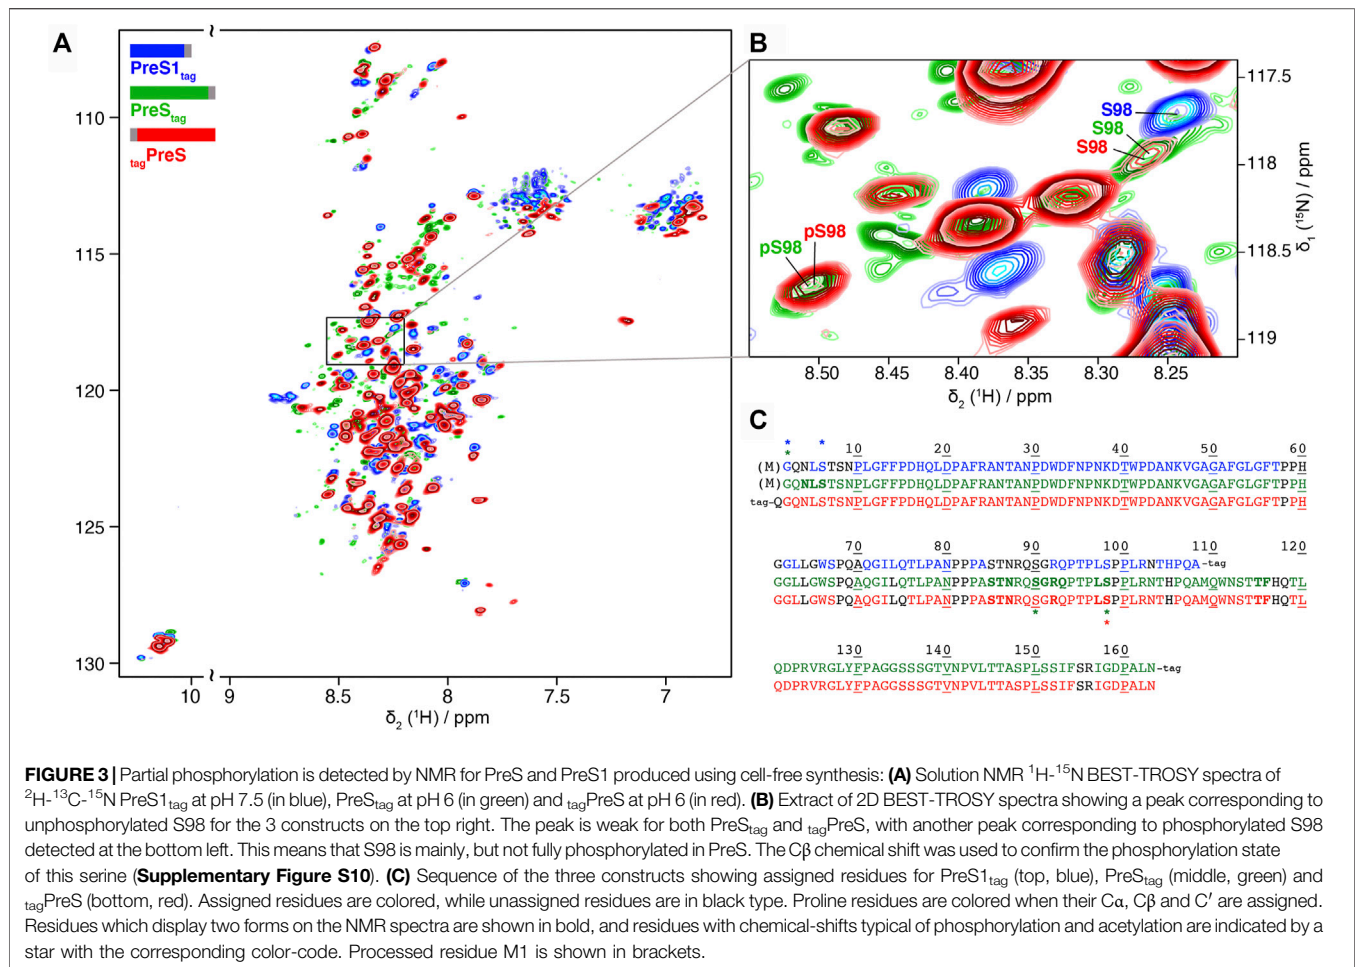 A
PreS1tag
PreStag
tagPreS
110
115
120
125
130
10 9 8.5 8 7.5 7
δ2 (1H) / ppm
B
S98
S98
S98
pS98
pS98
117.5
118
118.5
119
δ1 (15N) / ppm
8.50 8.45 8.40 8.35 8.30 8.25
δ2 (1H) / ppm
C
* *
*
10 20 30 40 50 60
(M)GQNLSTSNPLGFFPDHQLDPAFRANTANPDWDFNPNKDTWPDANKVGAGAFGLGFTPPH
(M)GQNLSTSNPLGFFPDHQLDPAFRANTANPDWDFNPNKDTWPDANKVGAGAFGLGFTPPH
tag-QGQNLSTSNPLGFFPDHQLDPAFRANTANPDWDFNPNKDTWPDANKVGAGAFGLGFTPPH
70 80 90 100 110 120
GGLLGWSPQAQGILQTLPANPPPASTNRQSGRQPTPLSPPLRNTHPQA-tag
GGLLGWSPQAQGILQTLPANPPPASTNRQSGRQPTPLSPPLRNTHPQAMQWNSTTFHQTL
GGLLGWSPQAQGILQTLPANPPPASTNRQSGRQPTPLSPPLRNTHPQAMQWNSTTFHQTL
* *
*
130 140 150 160
QDPRVRGLYFPAGGSSSGTVNPVLTTASPLSSIFSRIGDPALN-tag
QDPRVRGLYFPAGGSSSGTVNPVLTTASPLSSIFSRIGDPALN
FIGURE 3 | Partial phosphorylation is detected by NMR for PreS and PreS1 produced using cell-free synthesis: (A) Solution NMR 1H-15N BEST-TROSY spectra of
2H-13C-15N PreS1tag at pH 7.5 (in blue), PreStag at pH 6 (in green) and tagPreS at pH 6 (in red). (B) Extract of 2D BEST-TROSY spectra showing a peak corresponding to
unphosphorylated S98 for the 3 constructs on the top right. The peak is weak for both PreStag and tagPreS, with another peak corresponding to phosphorylated S98
detected at the bottom left. This means that S98 is mainly, but not fully phosphorylated in PreS. The Cβ chemical shift was used to confirm the phosphorylation state
of this serine (Supplementary Figure S10). (C) Sequence of the three constructs showing assigned residues for PreS1tag (top, blue), PreStag (middle, green) and
tagPreS (bottom, red). Assigned residues are colored, while unassigned residues are in black type. Proline residues are colored when their Cα, Cβ and C′ are assigned.
Residues which display two forms on the NMR spectra are shown in bold, and residues with chemical-shifts typical of phosphorylation and acetylation are indicated by a
star with the corresponding color-code. Processed residue M1 is shown in brackets.